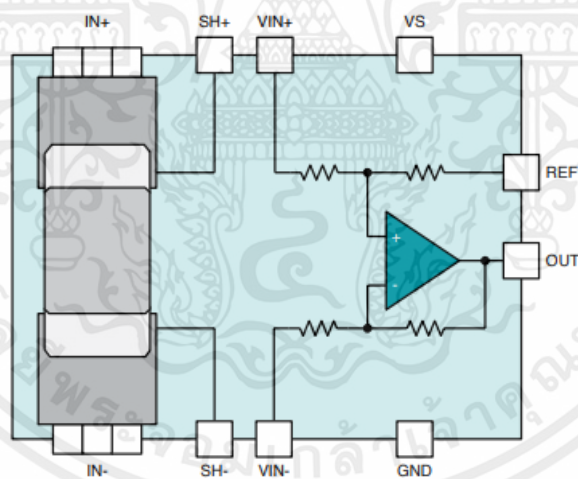 IN+ SH+ VIN+ VS
REF
+
OUT
-
IN- SH- VIN- GND